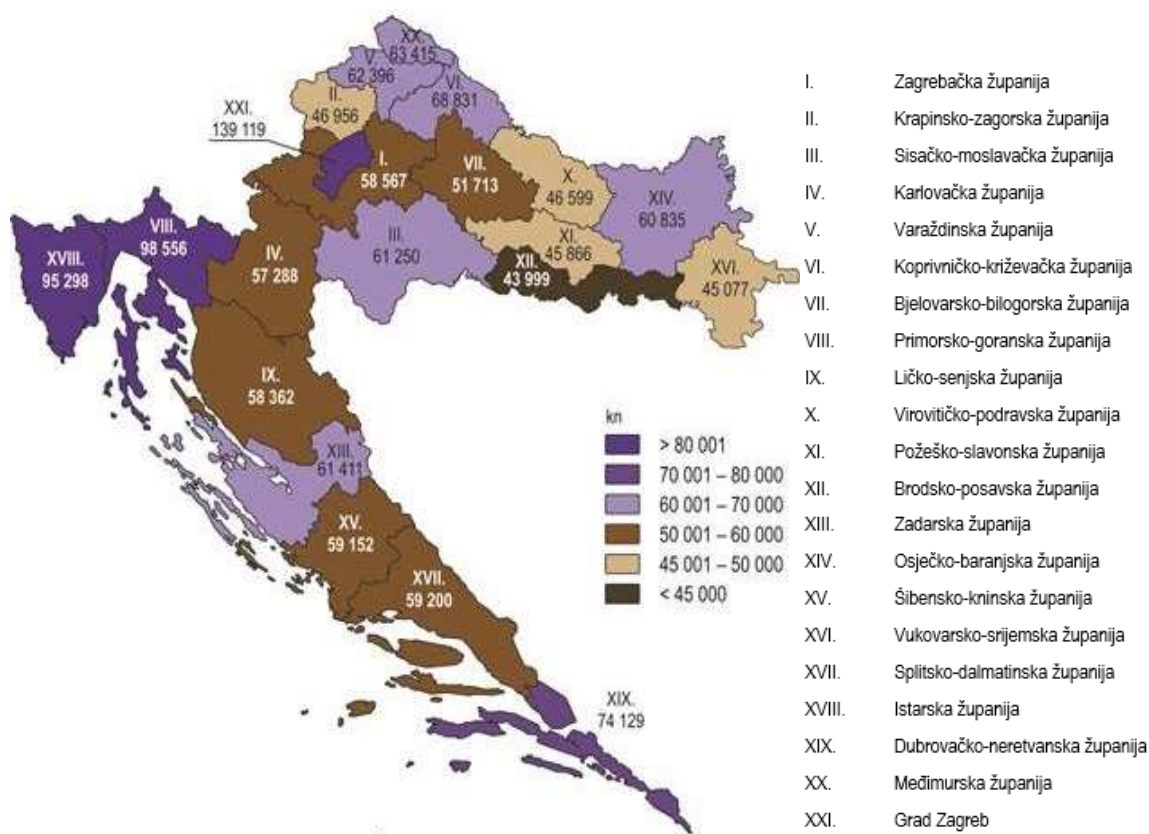 XX.
63 415
V.
62 396
VI.
68 831
II.
46 956
XXI.
139 119
I.
58 567
VII.
51 713
X.
46 599
XIV.
60 835
VIII.
98 556
III.
61 250
XI.
45 866
XVIII.
95 298
IV.
57 288
XII.
43 999
XVI.
45 077
IX.
58 362
XIII.
61 411
XV.
59 152
XVII.
59 200
XIX.
74 129
kn
> 80 001
70 001 – 80 000
60 001 – 70 000
50 001 – 60 000
45 001 – 50 000
< 45 000
I. Zagrebačka županija
II. Krapinsko-zagorska županija
III. Sisačko-moslavačka županija
IV. Karlovačka županija
V. Varaždinska županija
VI. Koprivničko-križevačka županija
VII. Bjelovarsko-bilogorska županija
VIII. Primorsko-goranska županija
IX. Ličko-senjska županija
X. Virovitičko-podravska županija
XI. Požeško-slavonska županija
XII. Brodsko-posavska županija
XIII. Zadarska županija
XIV. Osječko-baranjska županija
XV. Šibensko-kninska županija
XVI. Vukovarsko-srijemska županija
XVII. Splitsko-dalmatinska županija
XVIII. Istarska županija
XIX. Dubrovačko-neretvanska županija
XX. Međimurska županija
XXI. Grad Zagreb